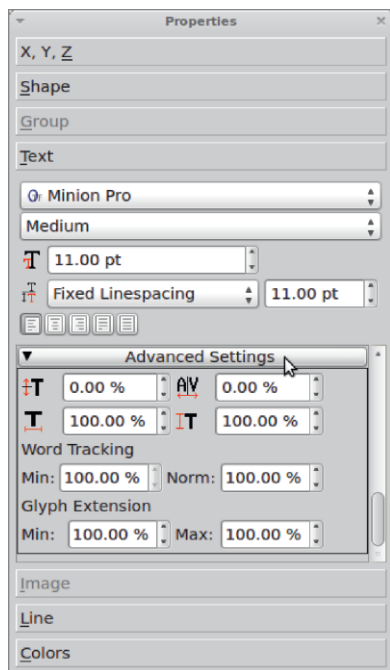 Properties
X, Y, Z
Shape
Group
Text
Minion Pro
Medium
11.00 pt
Fixed Linespacing 11.00 pt
Advanced Settings
0.00 % 0.00 %
100.00 % 100.00 %
Word Tracking
Min: 100.00 % Norm: 100.00 %
Glyph Extension
Min: 100.00 % Max: 100.00 %
Image
Line
Colors